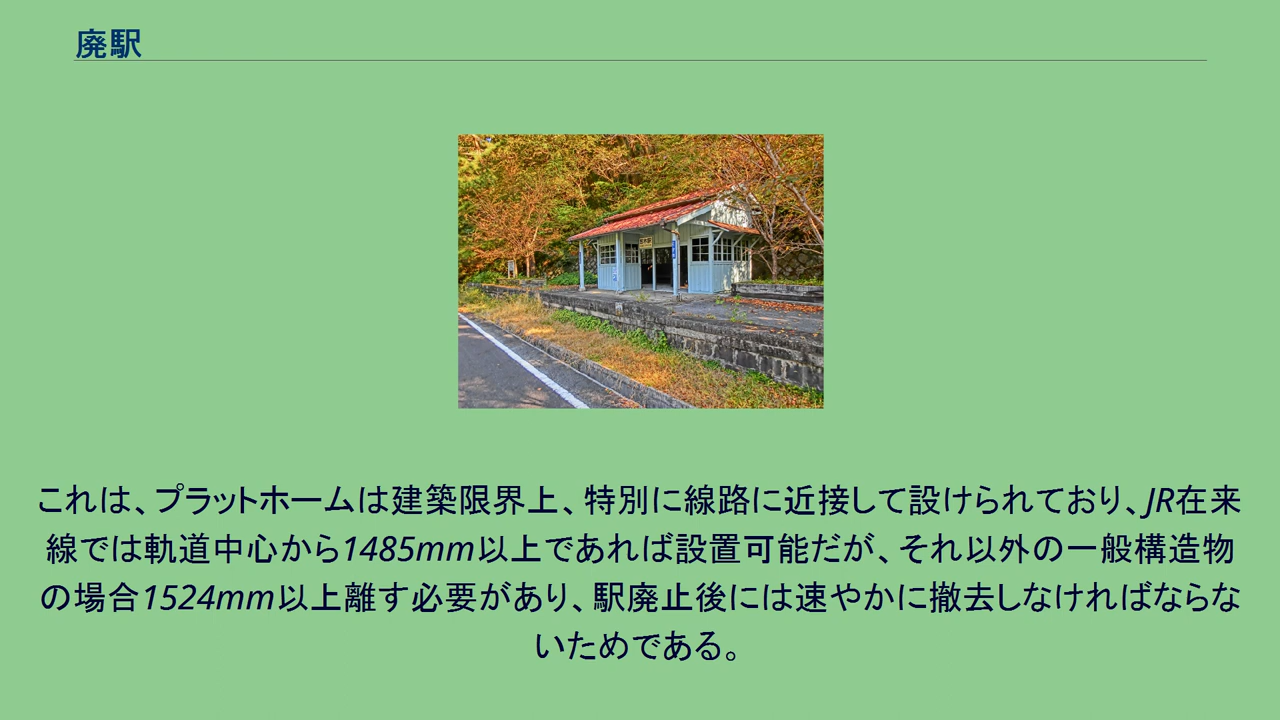 廃駅
これは、プラットホームは建築限界上、特別に線路に近接して設けられており、JR在来
線では軌道中心から1485mm以上であれば設置可能だが、それ以外の一般構造物
の場合1524mm以上離す必要があり、駅廃止後には速やかに撤去しなければならな
いためである。